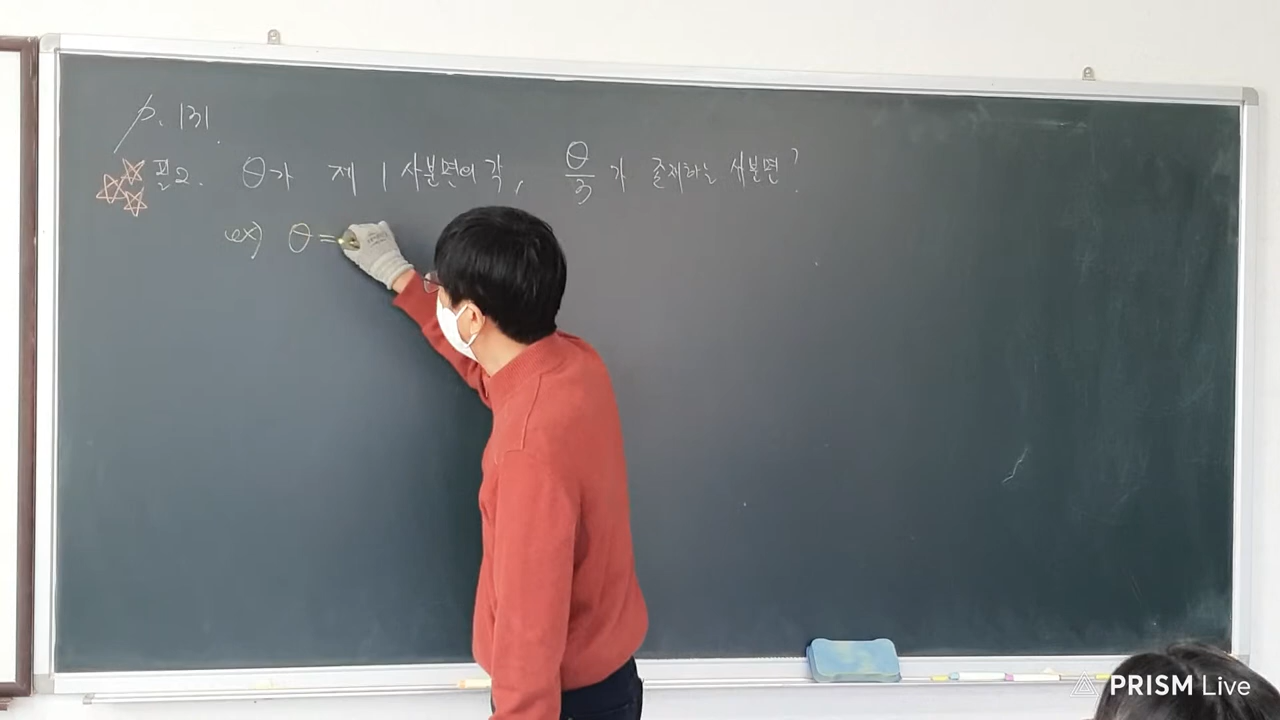 p. 131.
필2. θ가 제 1 사분면의 각, θ/3 가 존재하는 사분면?
ex) θ =
PRISM Live